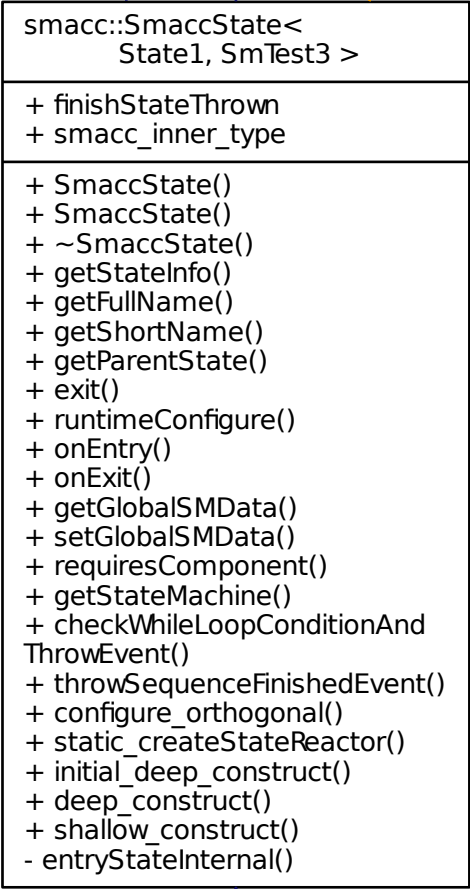 smacc::SmaccState<
State1, SmTest3 >
+ finishStateThrown
+ smacc_inner_type
+ SmaccState()
+ SmaccState()
+ ~SmaccState()
+ getStateInfo()
+ getFullName()
+ getShortName()
+ getParentState()
+ exit()
+ runtimeConfigure()
+ onEntry()
+ onExit()
+ getGlobalSMData()
+ setGlobalSMData()
+ requiresComponent()
+ getStateMachine()
+ checkWhileLoopConditionAnd
ThrowEvent()
+ throwSequenceFinishedEvent()
+ configure_orthogonal()
+ static_createStateReactor()
+ initial_deep_construct()
+ deep_construct()
+ shallow_construct()
- entryStateInternal()